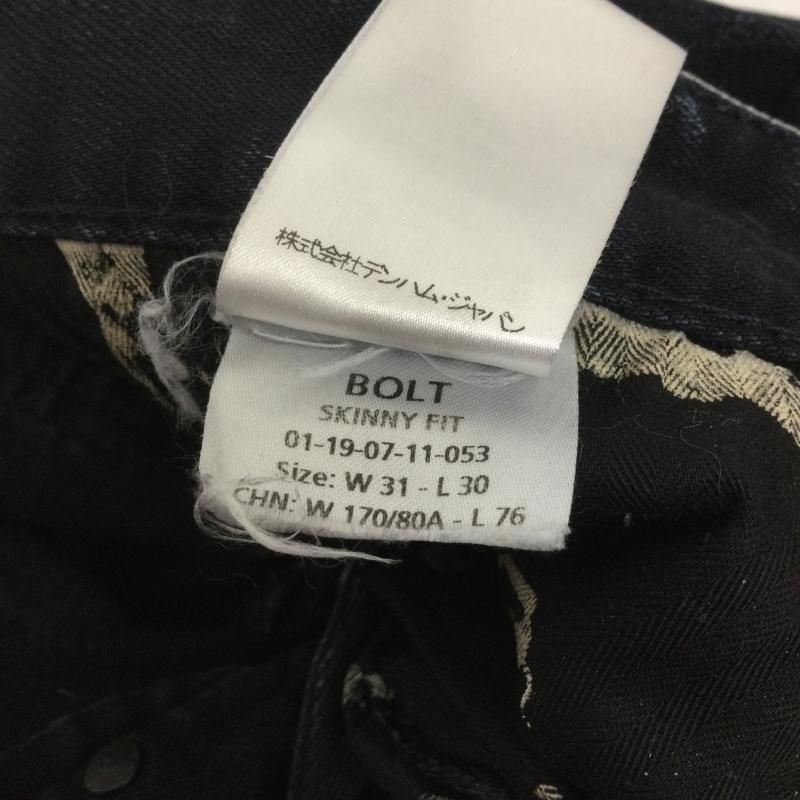 株式会社デンハム・ジャパン
BOLT
SKINNY FIT
01-19-07-11-053
Size: W 31 - L 30
CHN: W 170/80A - L 76